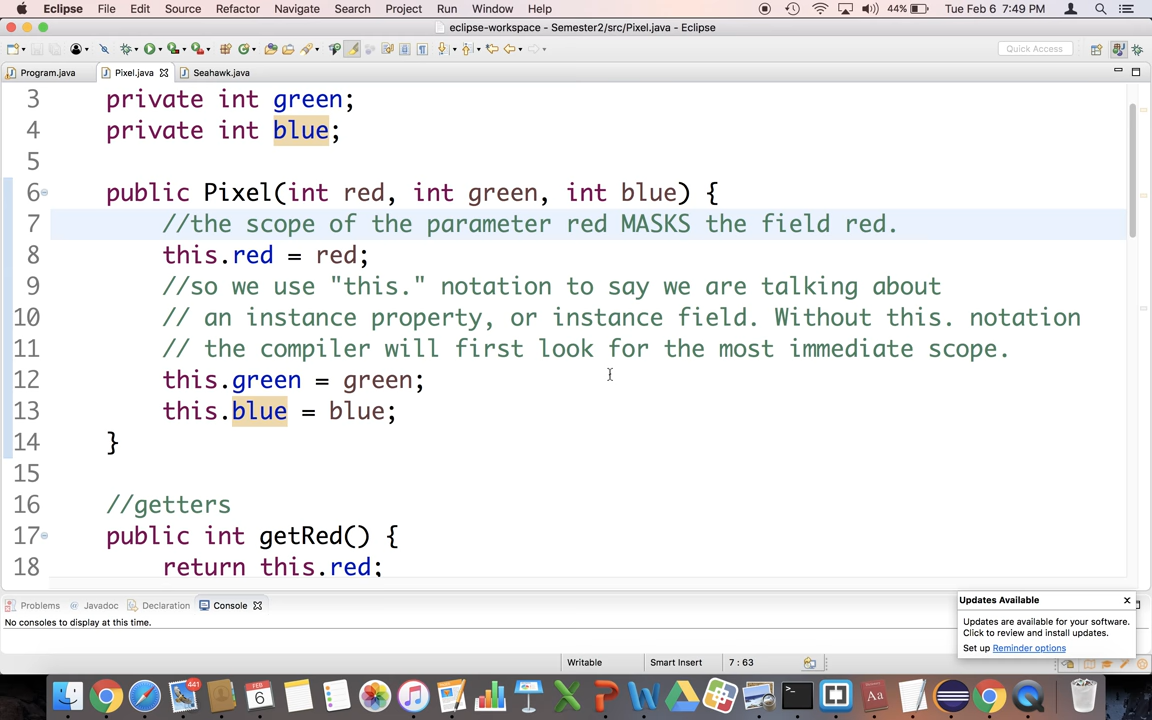 Eclipse File Edit Source Refactor Navigate Search Project Run Window Help 44% Tue Feb 6 7:49 PM
eclipse-workspace - Semester2/src/Pixel.java - Eclipse
Quick Access
Program.java Pixel.java Seahawk.java
3 private int green;
4 private int blue;
5
6 public Pixel(int red, int green, int blue) {
7 //the scope of the parameter red MASKS the field red.
8 this.red = red;
9 //so we use "this." notation to say we are talking about
10 // an instance property, or instance field. Without this. notation
11 // the compiler will first look for the most immediate scope.
12 this.green = green;
13 this.blue = blue;
14 }
15
16 //getters
17 public int getRed() {
18 return this.red;
Problems @ Javadoc Declaration Console
No consoles to display at this time.
Updates Available
Updates are available for your software.
Click to review and install updates.
Set up Reminder options
Writable Smart Insert 7 : 63
441
FEB
6
Aa